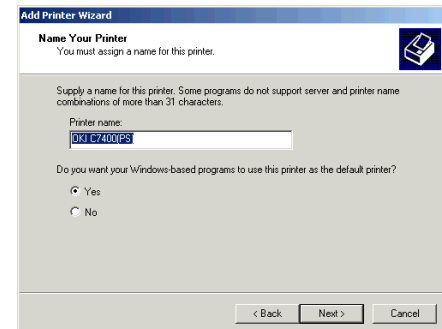 Add Printer Wizard
Name Your Printer
You must assign a name for this printer.
Supply a name for this printer. Some programs do not support server and printer name
combinations of more than 31 characters.
Printer name:
OKI C7400(PS)
Do you want your Windows-based programs to use this printer as the default printer?
Yes
No
< Back
Next >
Cancel